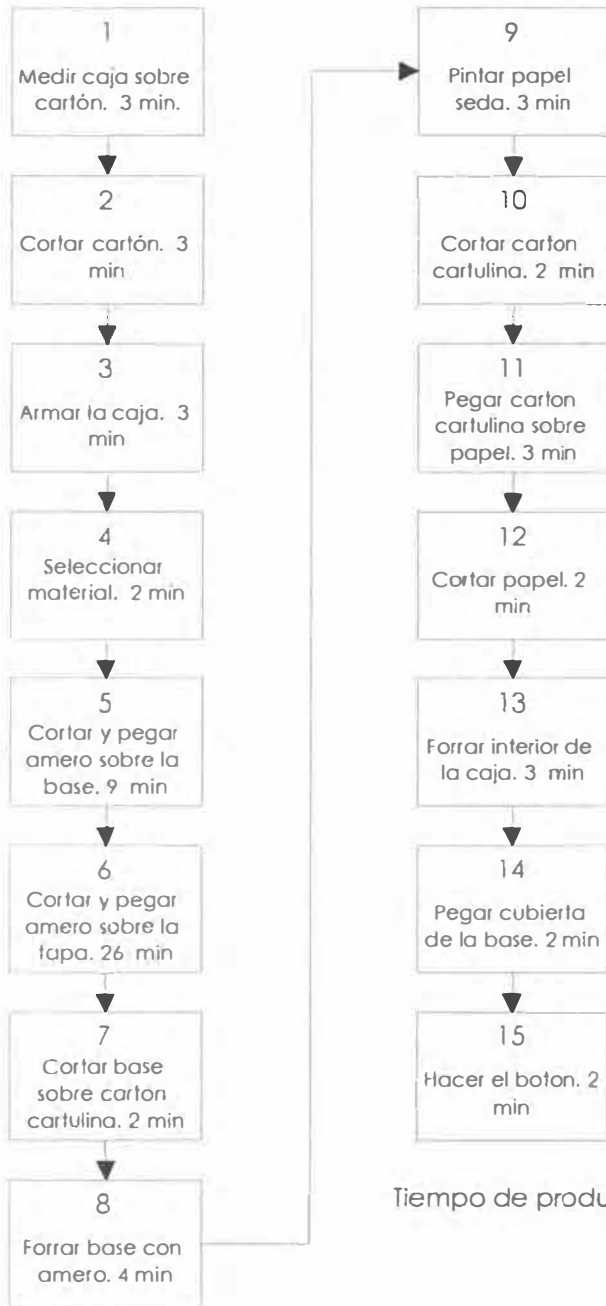 1
Medir caja sobre
cartón. 3 min.
2
Cortar cartón. 3
min
3
Armar la caja. 3
min
4
Seleccionar
material. 2 min
5
Cortar y pegar
amero sobre la
base. 9 min
6
Cortar y pegar
amero sobre la
tapa. 26 min
7
Cortar base
sobre carton
cartulina. 2 min
8
Forrar base con
amero. 4 min
9
Pintar papel
seda. 3 min
10
Cortar carton
cartulina. 2 min
11
Pegar carton
cartulina sobre
papel. 3 min
12
Cortar papel. 2
min
13
Forrar interior de
la caja. 3 min
14
Pegar cubierta
de la base. 2 min
15
Hacer el boton. 2
min
Tiempo de